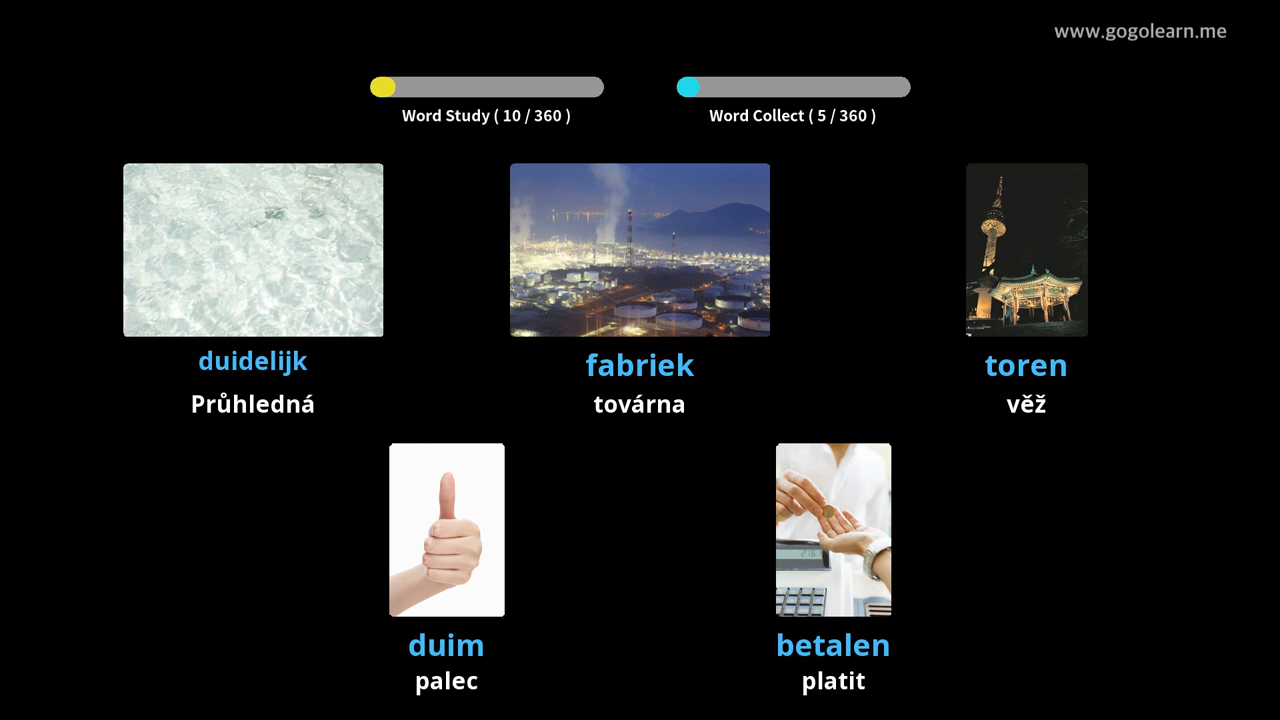 www.gogolearn.me
Word Study ( 10 / 360 )
Word Collect ( 5 / 360 )
duidelijk
Průhledná
fabriek
továrna
toren
věž
duim
palec
betalen
platit